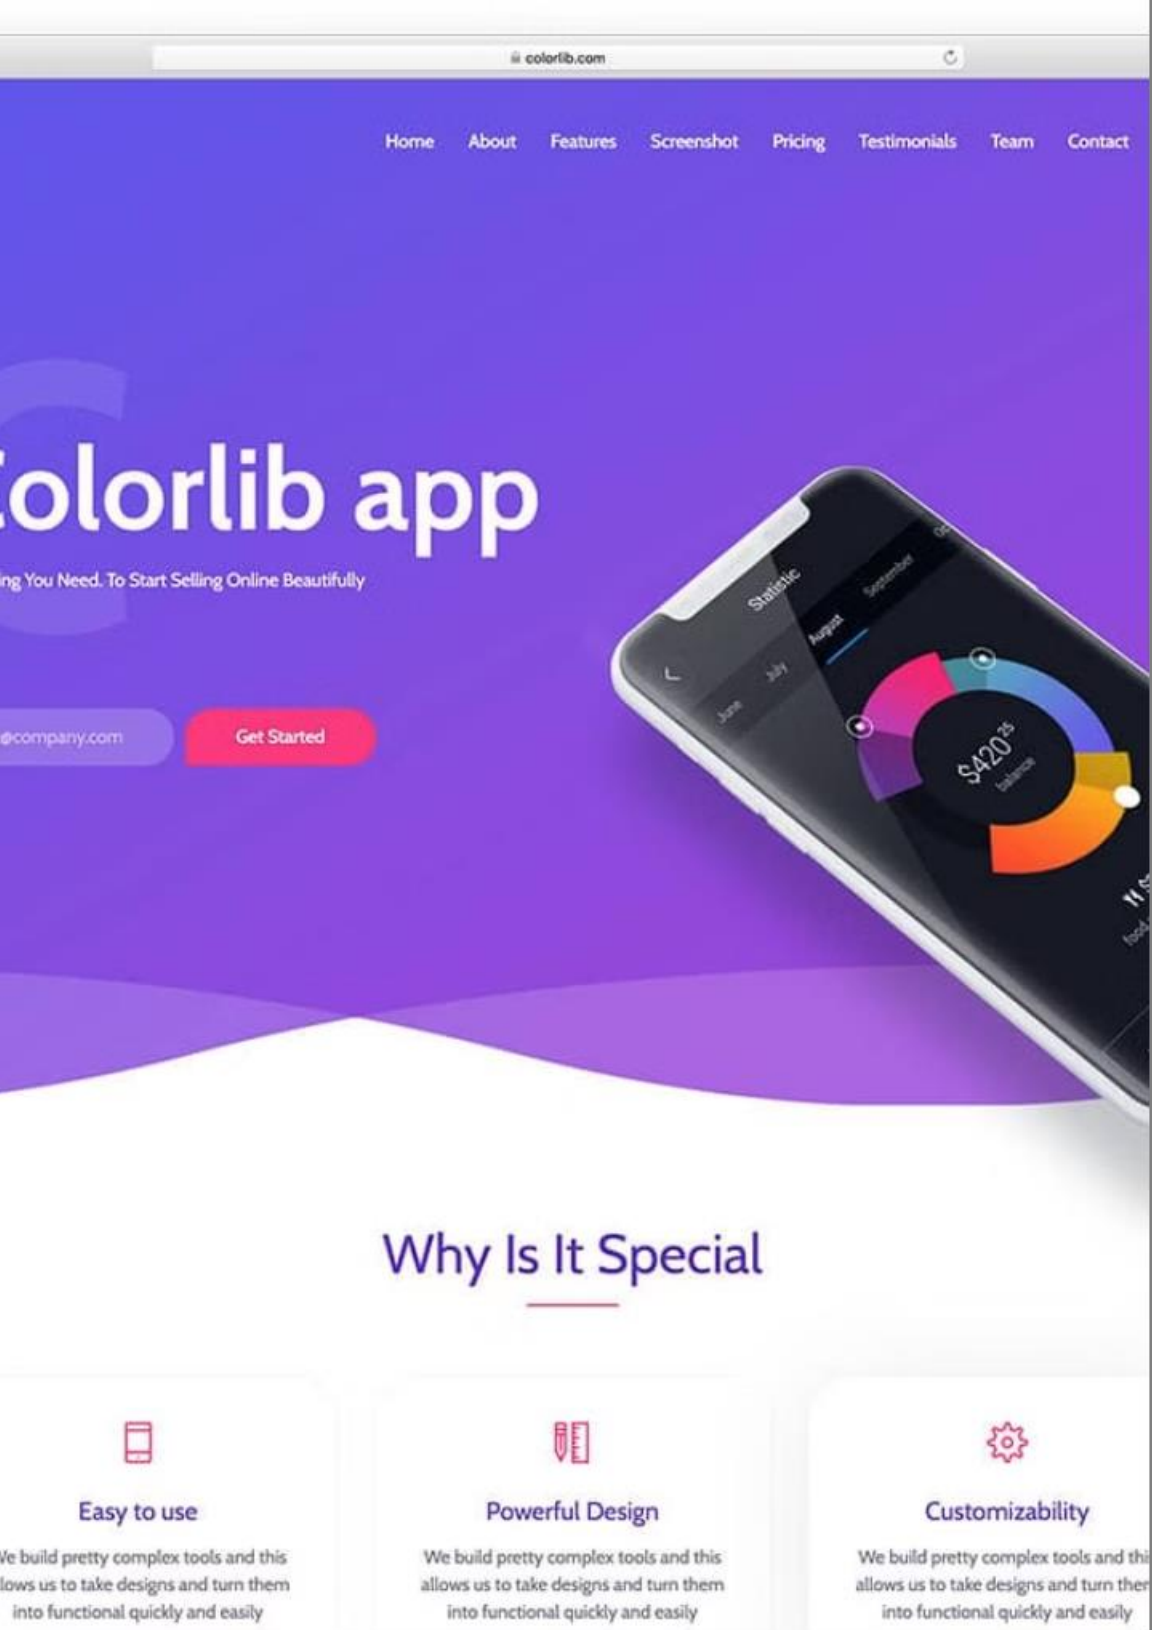 colorlib.com
Home About Features Screenshot Pricing Testimonials Team Contact
Colorlib app
You Need. To Start Selling Online Beautifully
@company.com Get Started
Statistic
June July August September
$420 25
balance
Why Is It Special
Easy to use
We build pretty complex tools and this
us to take designs and turn them
into functional quickly and easily
Powerful Design
We build pretty complex tools and this
allows us to take designs and turn them
into functional quickly and easily
Customizability
We build pretty complex tools and
allows us to take designs and turn
into functional quickly and easily